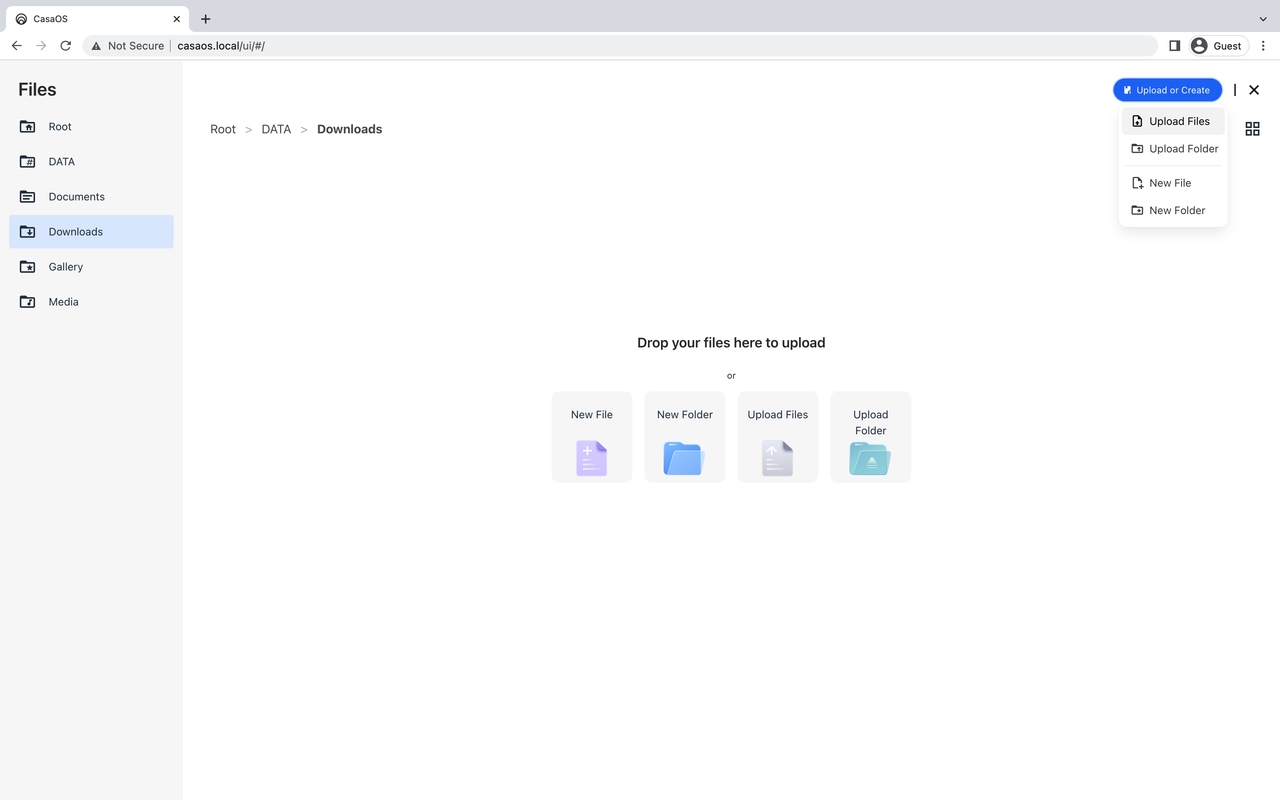 CasaOS
Not Secure casaos.local/ui/#/ Guest
Files
Root
DATA
Documents
Downloads
Gallery
Media
Upload or Create
Root > DATA > Downloads
Upload Files
Upload Folder
New File
New Folder
Drop your files here to upload
or
New File
New Folder
Upload Files
Upload
Folder